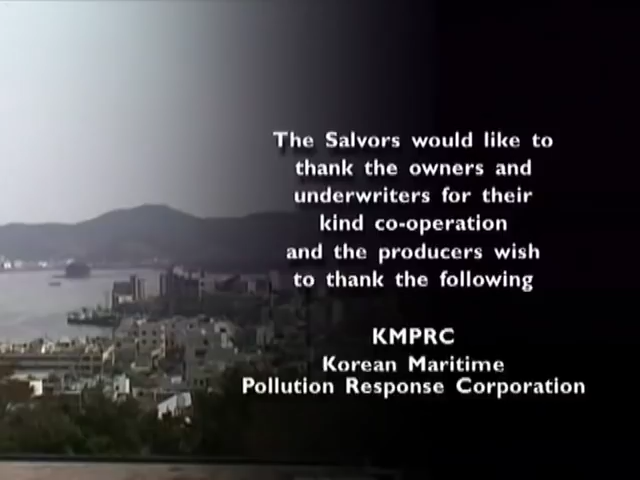 The Salvors would like to
thank the owners and
underwriters for their
kind co-operation
and the producers wish
to thank the following
KMPRC
Korean Maritime
Pollution Response Corporation